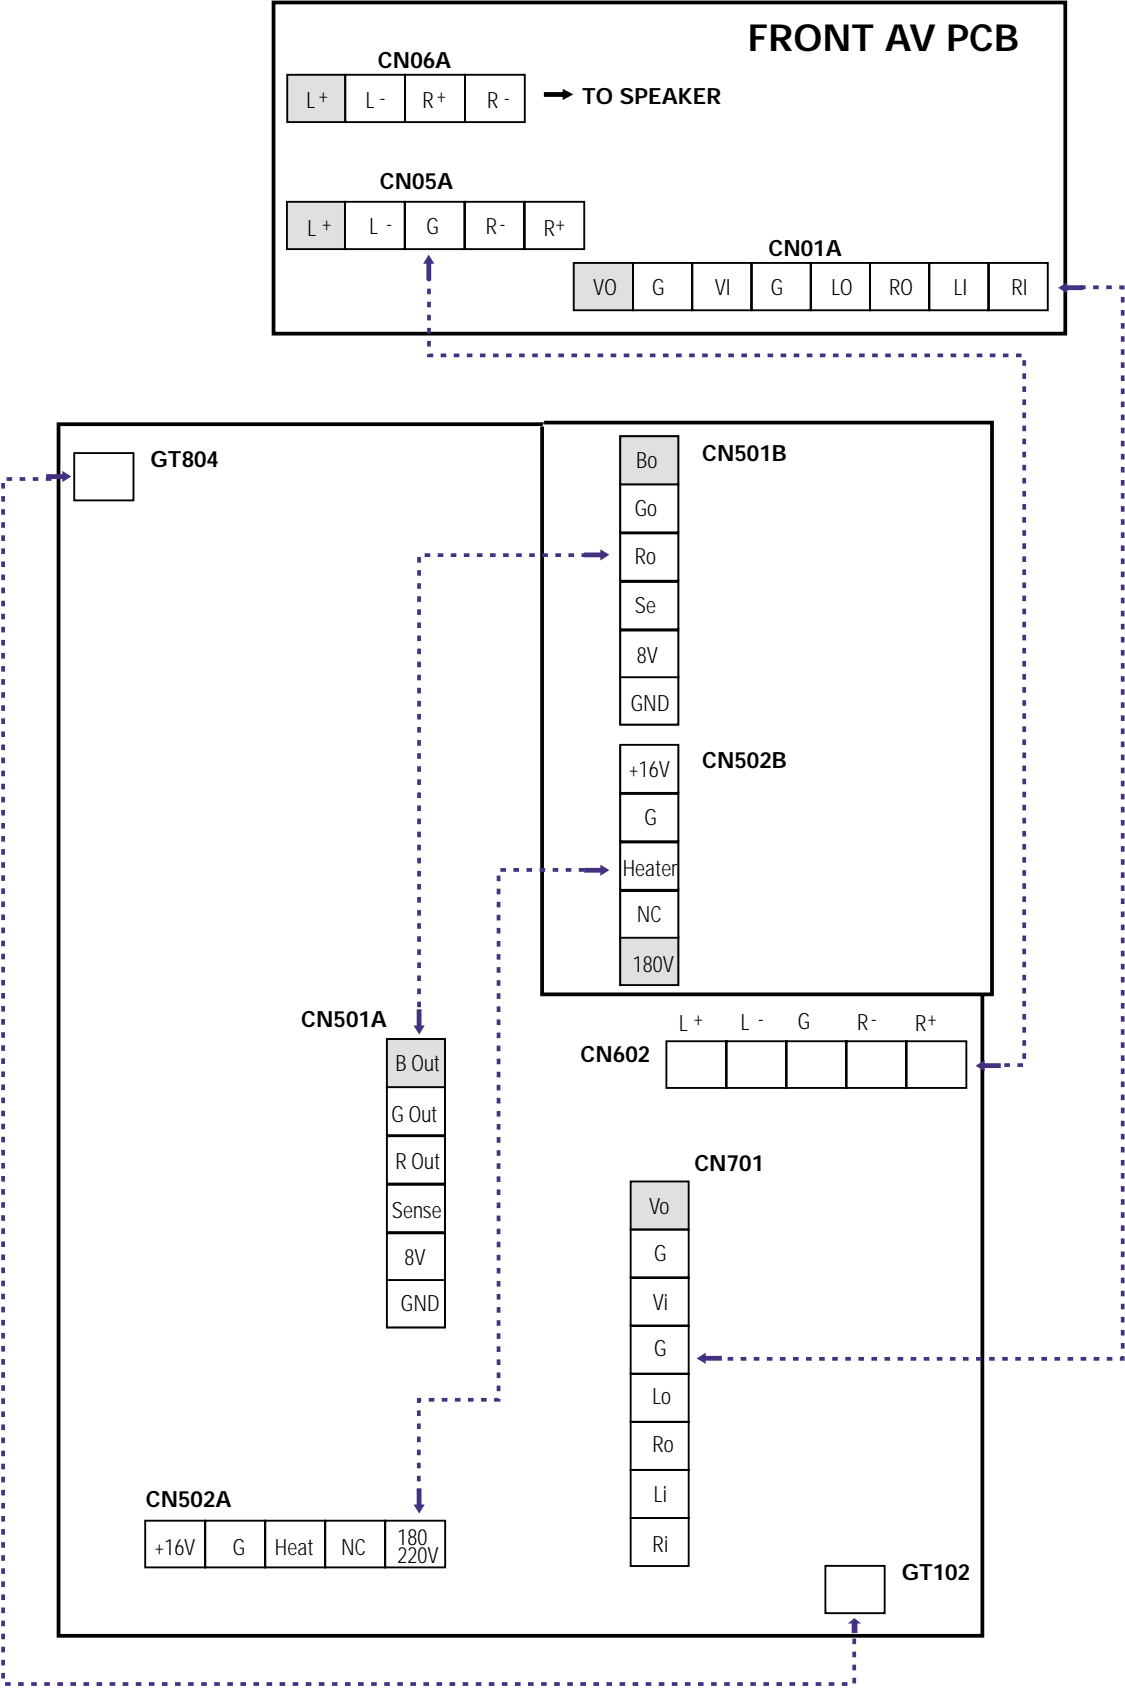 FRONT AV PCB
CN06A
L+ L- R+ R-
TO SPEAKER
CN05A
L+ L- G R- R+
CN01A
VO G VI G LO RO LI RI
GT804
CN501B
Bo
Go
Ro
Se
8V
GND
CN502B
+16V
G
Heater
NC
180V
CN501A
B Out
G Out
R Out
Sense
8V
GND
L+ L- G R- R+
CN602
CN701
Vo
G
Vi
G
Lo
Ro
Li
Ri
CN502A
+16V G Heat NC 180
220V
GT102